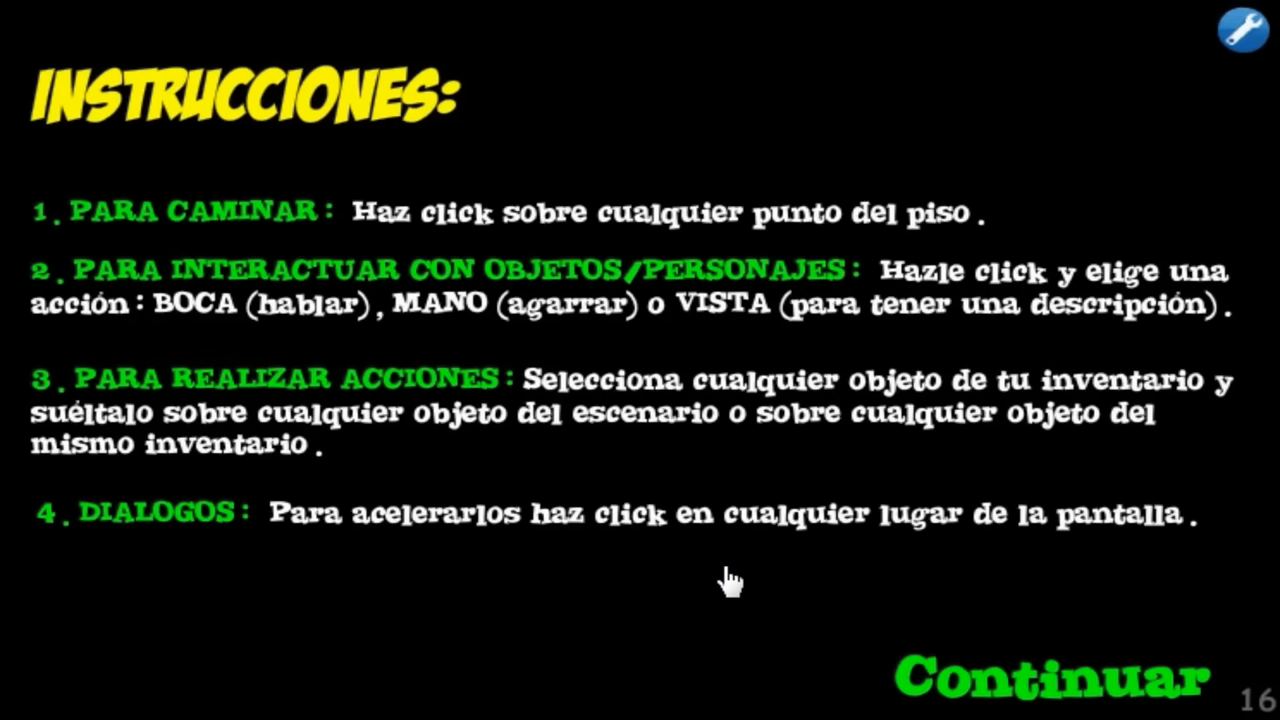 INSTRUCCIONES:
1. PARA CAMINAR: Haz click sobre cualquier punto del piso.
2. PARA INTERACTUAR CON OBJETOS/PERSONAJES: Hazle click y elige una
acción: BOCA (hablar), MANO (agarrar) o VISTA (para tener una descripción).
3. PARA REALIZAR ACCIONES: Selecciona cualquier objeto de tu inventario y
suéltalo sobre cualquier objeto del escenario o sobre cualquier objeto del
mismo inventario.
4. DIALOGOS: Para acelerarlos haz click en cualquier lugar de la pantalla.
Continuar
16